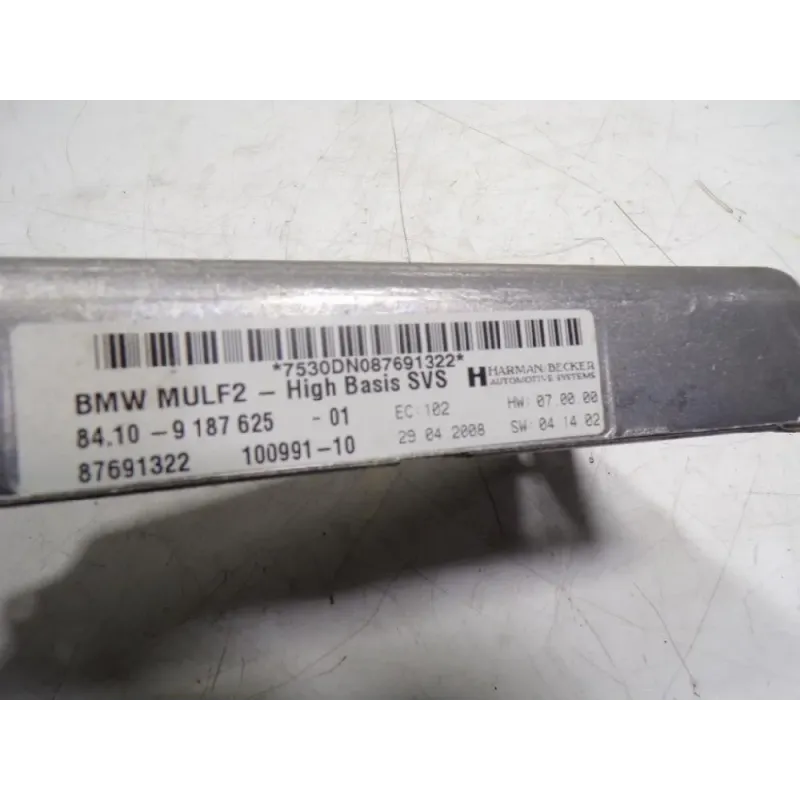 *7530DN087691322*
BMW MULF2 - High Basis SVS
HARMAN/BECKER
AUTOMOTIVE SYSTEMS
84.10 - 9 187 625 - 01 EC: 102 HW: 07.00.00
87691322 100991-10 29 04 2008 SW: 04 14 02